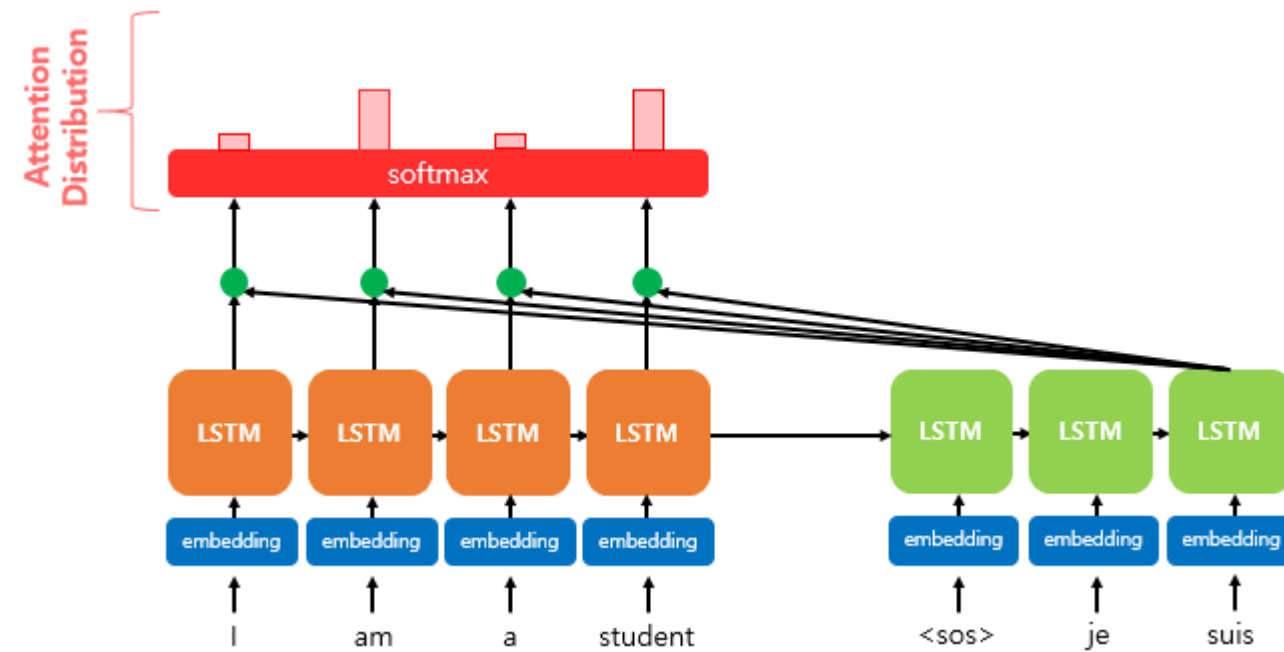 Attention
Distribution
softmax
LSTM LSTM LSTM LSTM LSTM LSTM LSTM
embedding embedding embedding embedding embedding embedding embedding
I am a student <sos> je suis